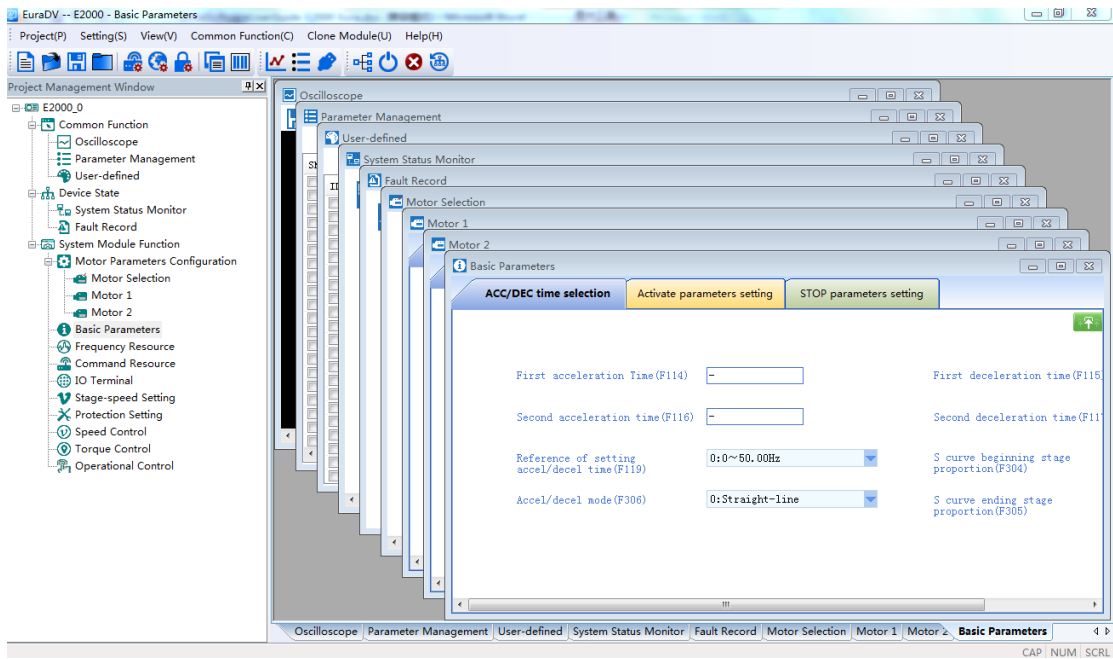 EuraDV -- E2000 - Basic Parameters
Project(P) Setting(S) View(V) Common Function(C) Clone Module(U) Help(H)
Project Management Window
E2000_0
Common Function
Oscilloscope
Parameter Management
User-defined
Device State
System Status Monitor
Fault Record
System Module Function
Motor Parameters Configuration
Motor Selection
Motor 1
Motor 2
Basic Parameters
Frequency Resource
Command Resource
IO Terminal
Stage-speed Setting
Protection Setting
Speed Control
Torque Control
Operational Control
Oscilloscope
Parameter Management
User-defined
System Status Monitor
Fault Record
Motor Selection
Motor 1
Motor 2
Basic Parameters
ACC/DEC time selection Activate parameters setting STOP parameters setting
First acceleration Time(F114) - First deceleration time(F115)
Second acceleration time(F116) - Second deceleration time(F11
Reference of setting
accel/decel time(F119)
0:0~50.00Hz
S curve beginning stage
proportion(F304)
Accel/decel mode(F306) 0:Straight-line
S curve ending stage
proportion(F305)
Oscilloscope Parameter Management User-defined System Status Monitor Fault Record Motor Selection Motor 1 Motor 2 Basic Parameters
CAP NUM SCRL